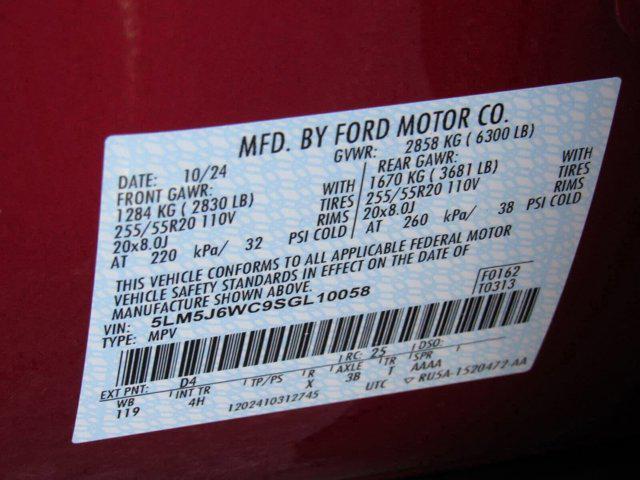 MFD. BY FORD MOTOR CO.
DATE: 10/24 GVWR: 2858 KG ( 6300 LB)
FRONT GAWR: REAR GAWR:
1284 KG ( 2830 LB) WITH 1670 KG ( 3681 LB) WITH
255/55R20 110V TIRES 255/55R20 110V TIRES
20x8.0J RIMS 20x8.0J RIMS
AT 220 kPa/ 32 PSI COLD AT 260 kPa/ 38 PSI COLD
THIS VEHICLE CONFORMS TO ALL APPLICABLE FEDERAL MOTOR
VEHICLE SAFETY STANDARDS IN EFFECT ON THE DATE OF
MANUFACTURE SHOWN ABOVE.
VIN: 5LM5J6WC9SGL10058 F0162
TYPE: MPV T0313
EXT PNT: D4 RC: 25 DSO:
WB INT TR TP/PS R AXLE TR SPR
119 4H X 3B F AAAA
1202410312745 UTC RU5A-1520472-AA